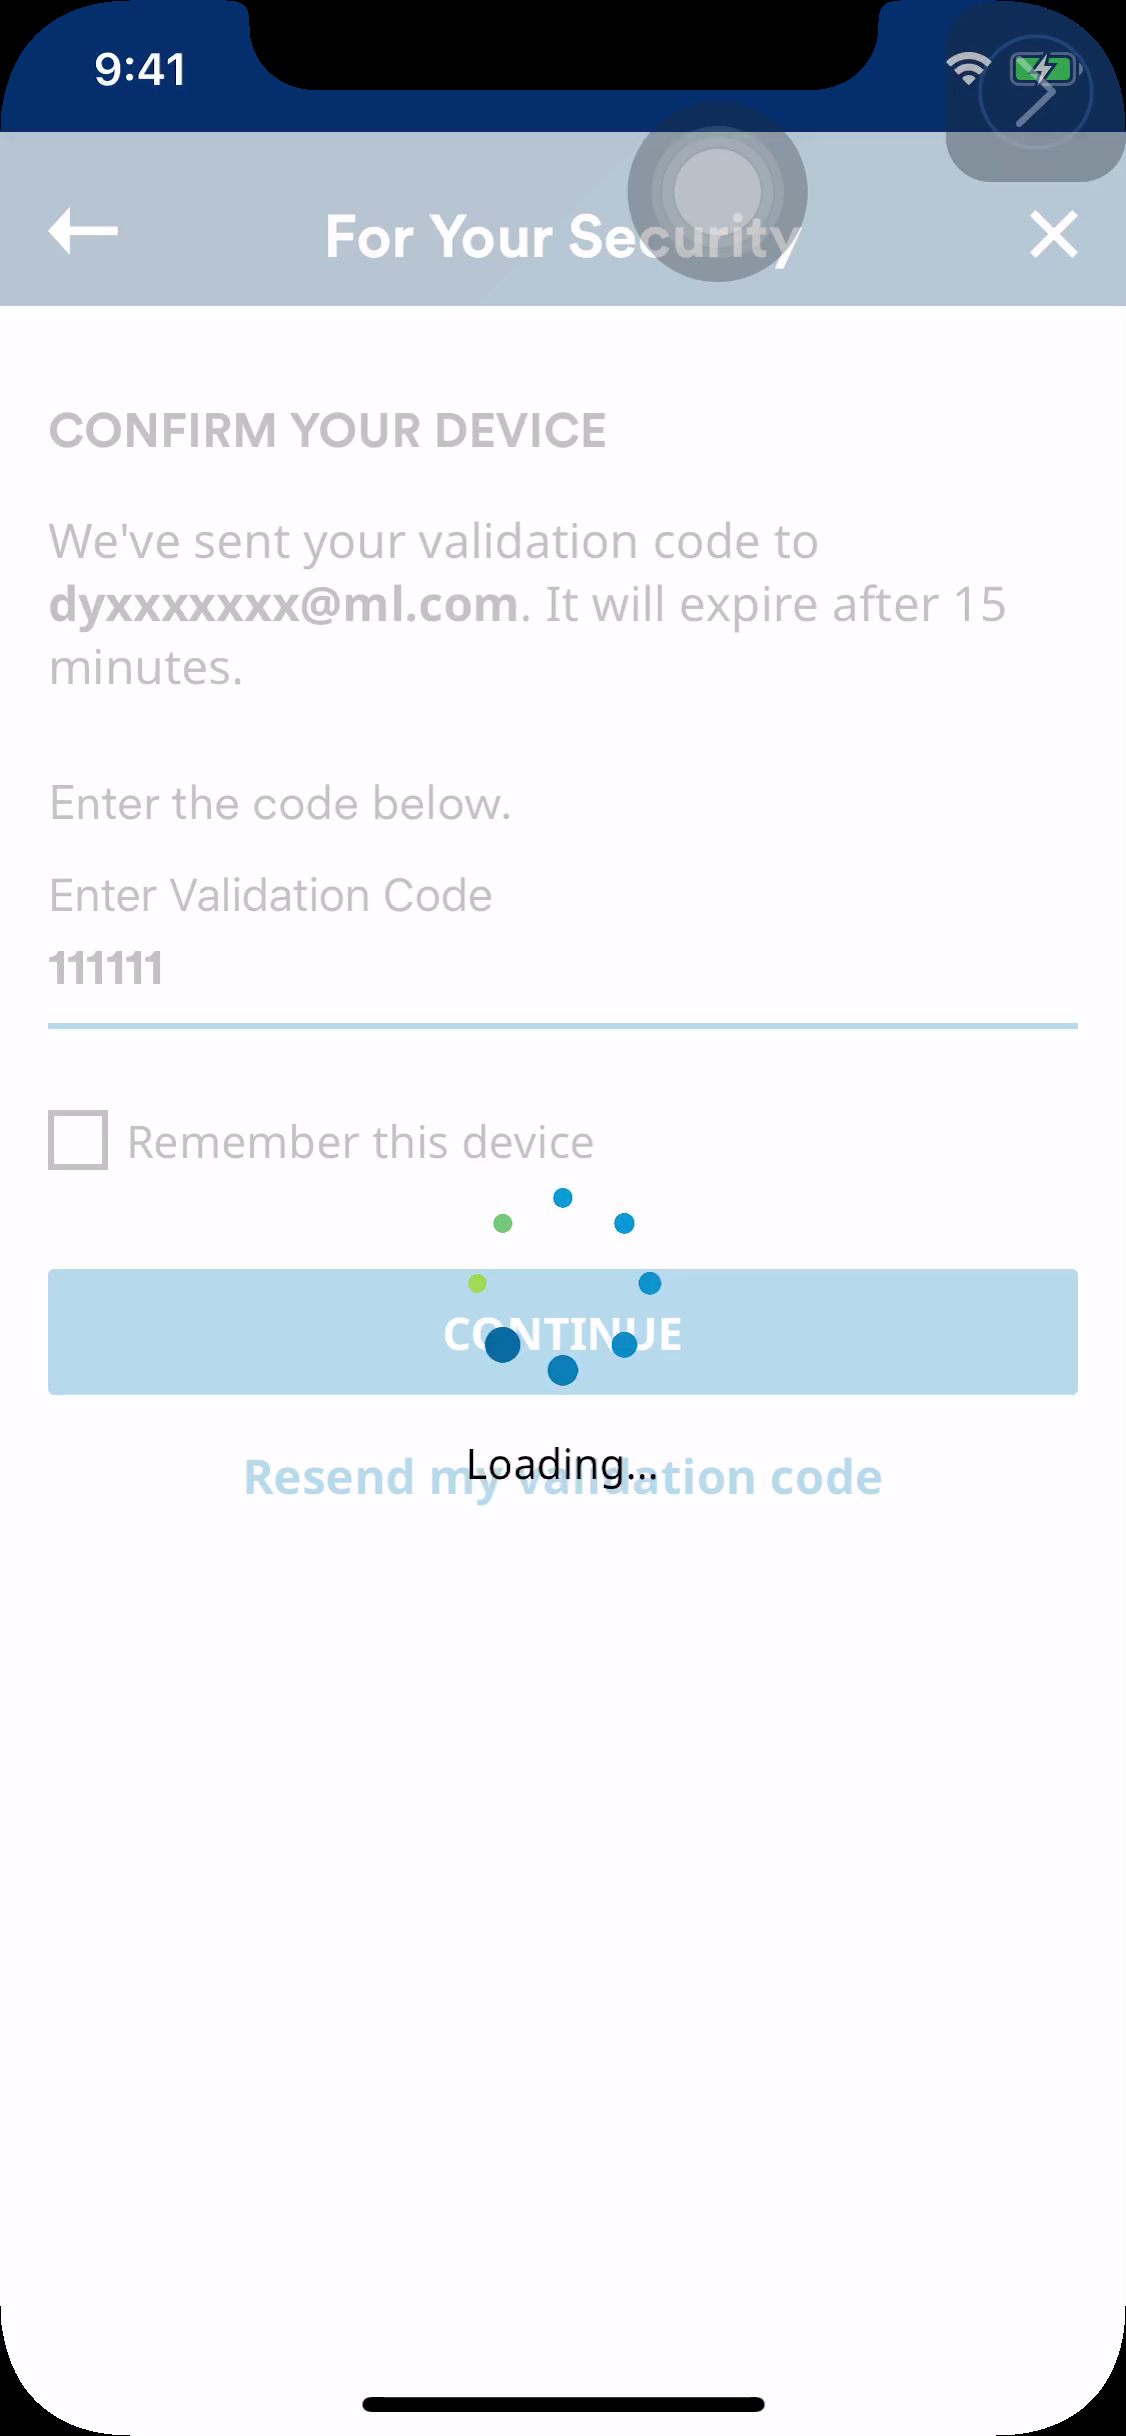 9:41
For Your Security
CONFIRM YOUR DEVICE
We've sent your validation code to
dyxxxxxxx@ml.com. It will expire after 15
minutes.
Enter the code below.
Enter Validation Code
111111
Remember this device
CONTINUE
Loading...
Resend my validation code